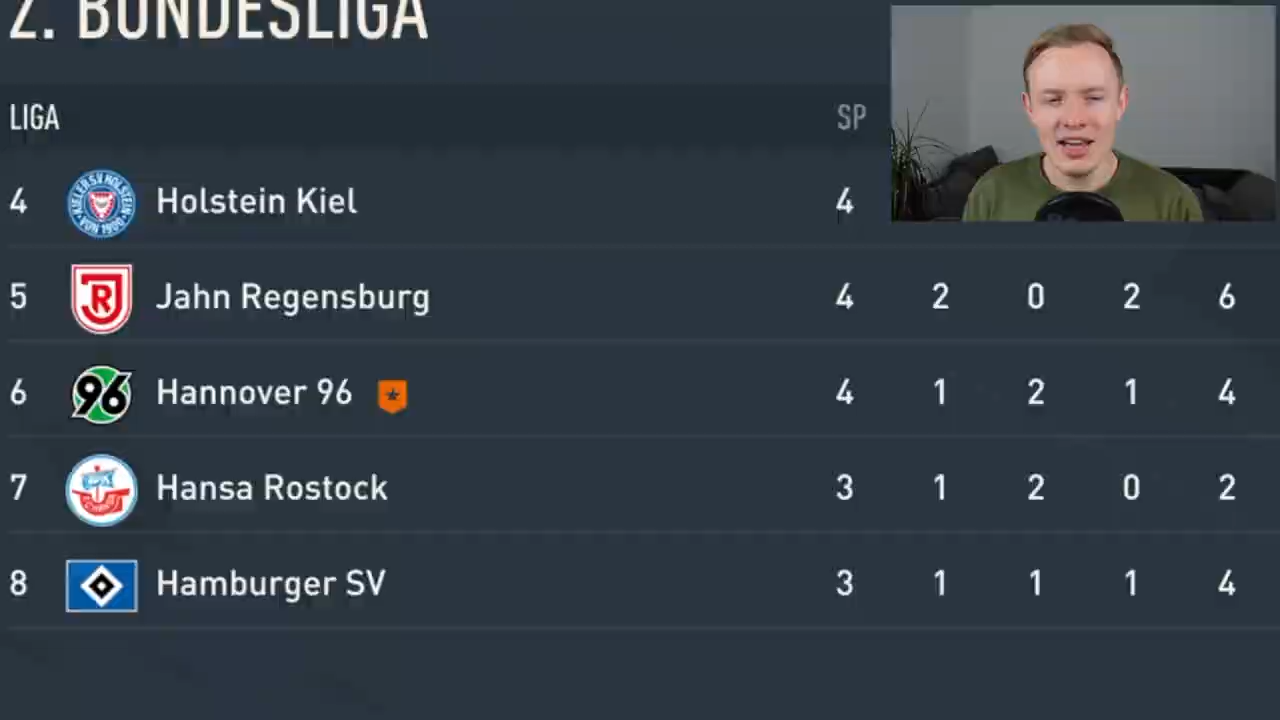 2. BUNDESLIGA
LIGA SP
4 Holstein Kiel 4
5 Jahn Regensburg 4 2 0 2 6
6 96 Hannover 96 4 1 2 1 4
7 Hansa Rostock 3 1 2 0 2
8 Hamburger SV 3 1 1 1 4